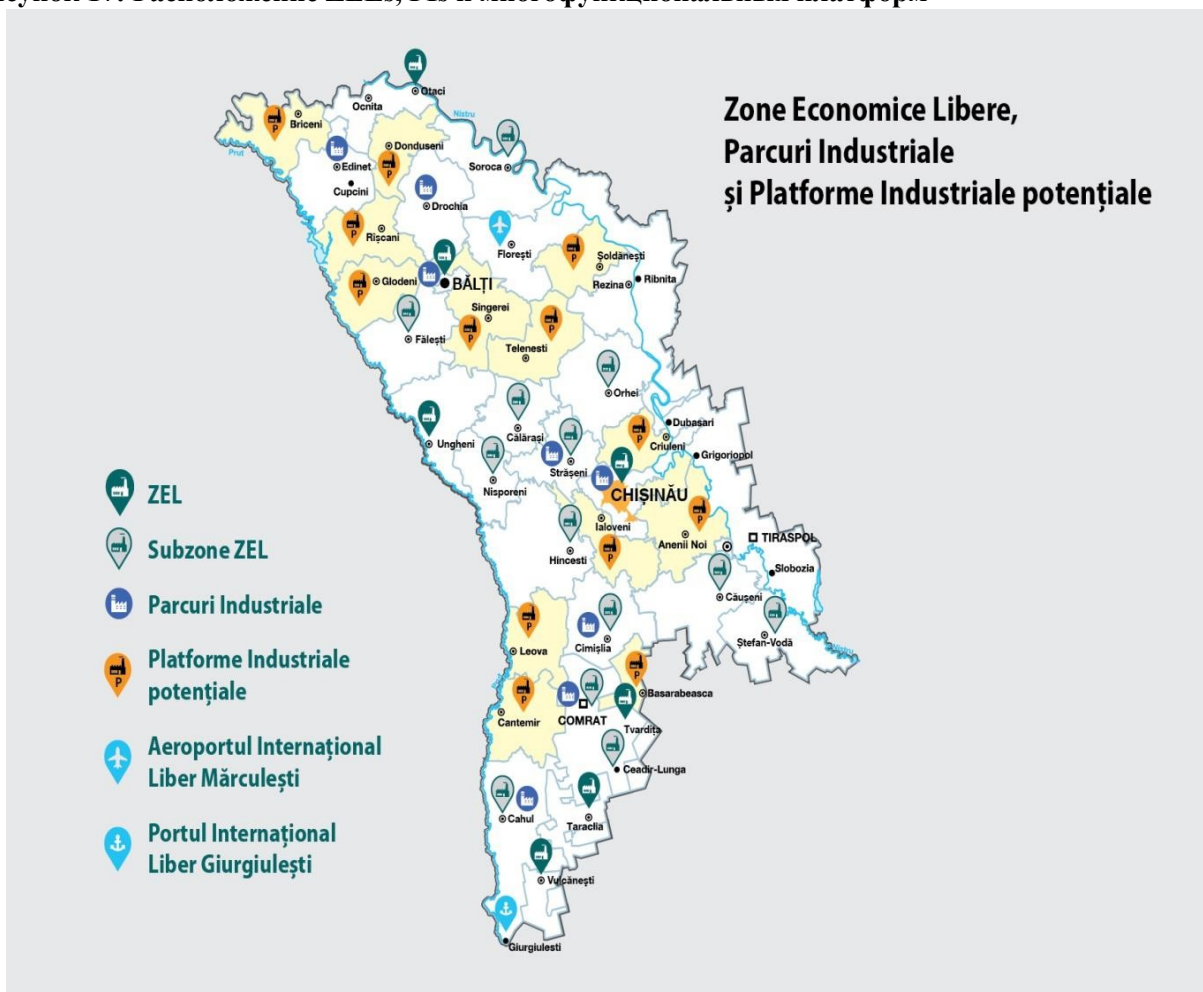 Zone Economice Libere,
Parcuri Industriale
și Platforme Industriale potențiale
Otaci
Ocnita
Nistru
Briceni
Donduseni
Prut
Soroca
Edinet
Cupcini
Drochia
Florești
Rîșcani
Șoldănești
Rezina
Ribnita
Glodeni
BĂLȚI
Singerei
Fălești
Telenesti
Orhei
Dubașari
Ungheni
Călărași
Criuleni
Grigoriopol
Strășeni
Nisporeni
CHIȘINĂU
Ialoveni
Anenii Noi
TIRASPOL
Hincesti
Slobozia
Căușeni
Ștefan-Vodă
Cimișlia
Leova
Basarabeasca
Cantemir
COMRAT
Tvardița
Ceadir-Lunga
Cahul
Taraclia
Vulcănești
Giurgiulesti
P
P
P
P
P
P
P
P
P
P
P
P
P
ZEL
Subzone ZEL
Parcuri Industriale
Platforme Industriale
potențiale
P
Aeroportul Internațional
Liber Mărculești
Portul Internațional
Liber Giurgiulești